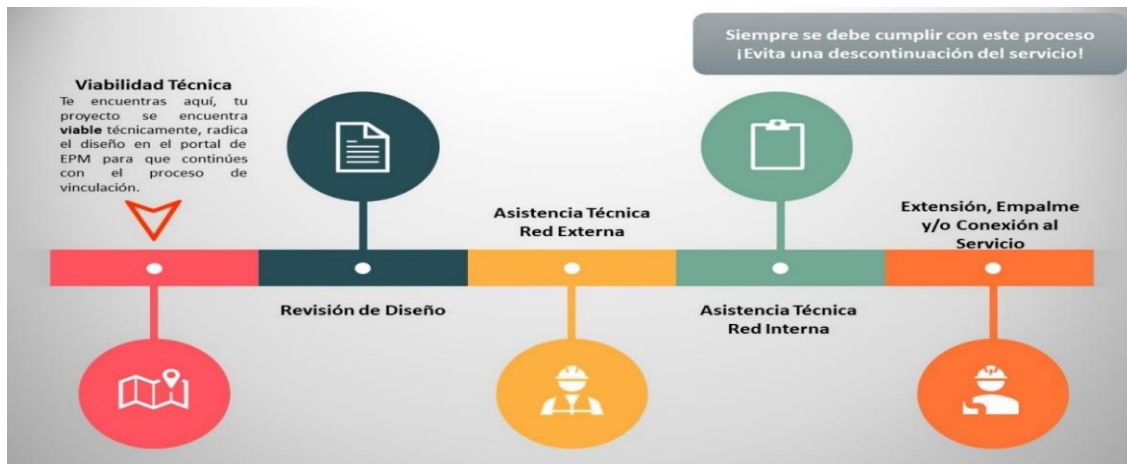 Siempre se debe cumplir con este proceso
¡Evita una descontinuación del servicio!
Viabilidad Técnica
Te encuentras aquí, tu
proyecto se encuentra
viable técnicamente, radica
el diseño en el portal de
EPM para que continúes
con el proceso de
vinculación.
Revisión de Diseño
Asistencia Técnica
Red Externa
Asistencia Técnica
Red Interna
Extensión, Empalme
y/o Conexión al
Servicio